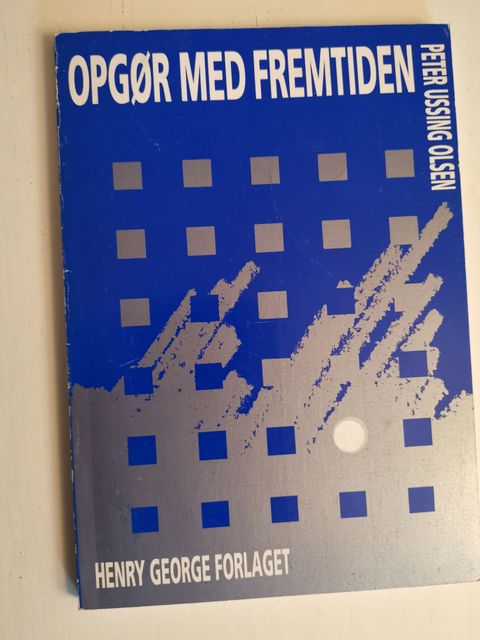 OPGØR MED FREMTIDEN
PETER USSING OLSEN
HENRY GEORGE FORLAGET